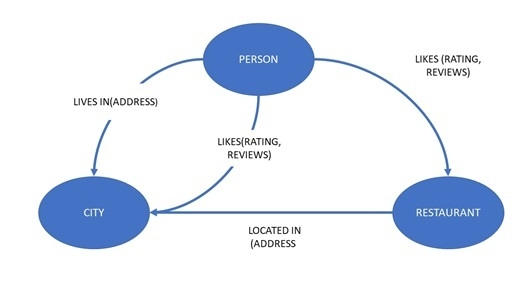 PERSON
LIKES (RATING,
REVIEWS)
LIVES IN(ADDRESS)
LIKES(RATING,
REVIEWS)
CITY
RESTAURANT
LOCATED IN
(ADDRESS